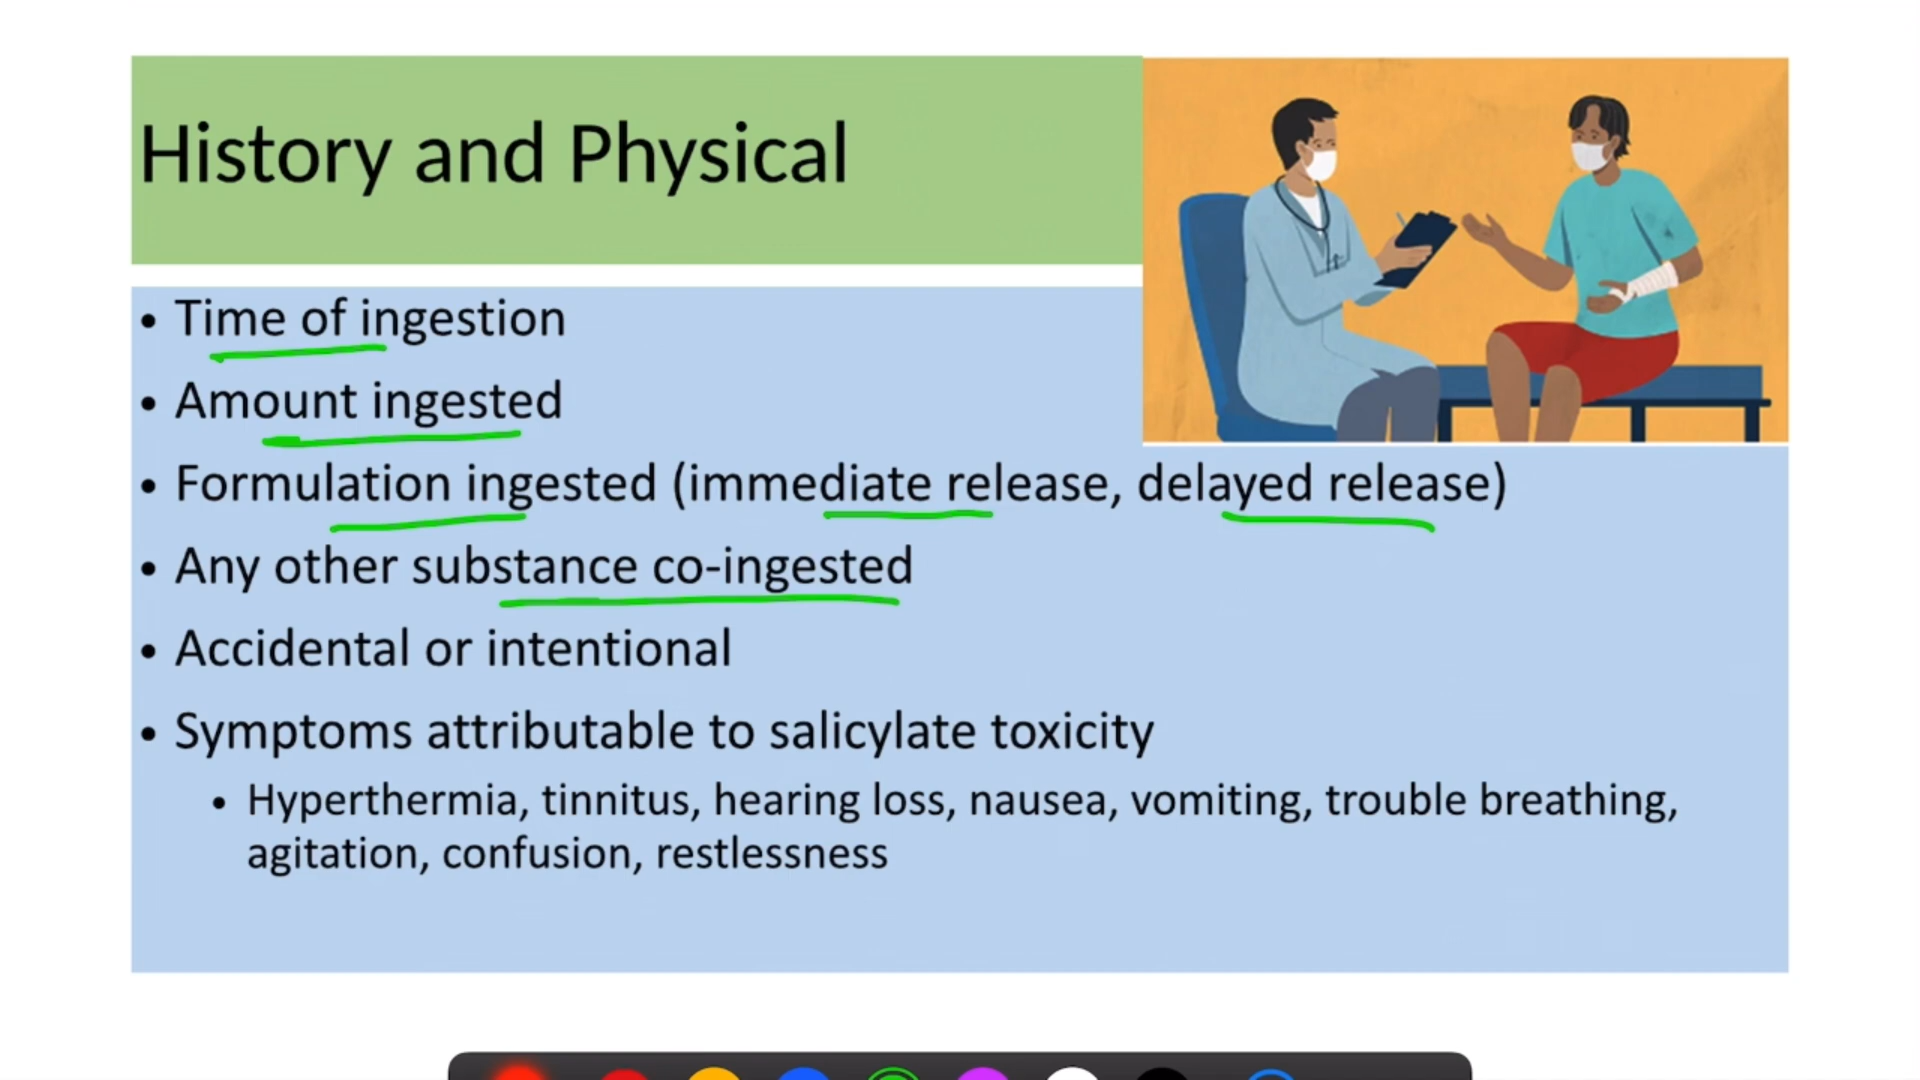 History and Physical
• Time of ingestion
• Amount ingested
• Formulation ingested (immediate release, delayed release)
• Any other substance co-ingested
• Accidental or intentional
• Symptoms attributable to salicylate toxicity
• Hyperthermia, tinnitus, hearing loss, nausea, vomiting, trouble breathing,
agitation, confusion, restlessness